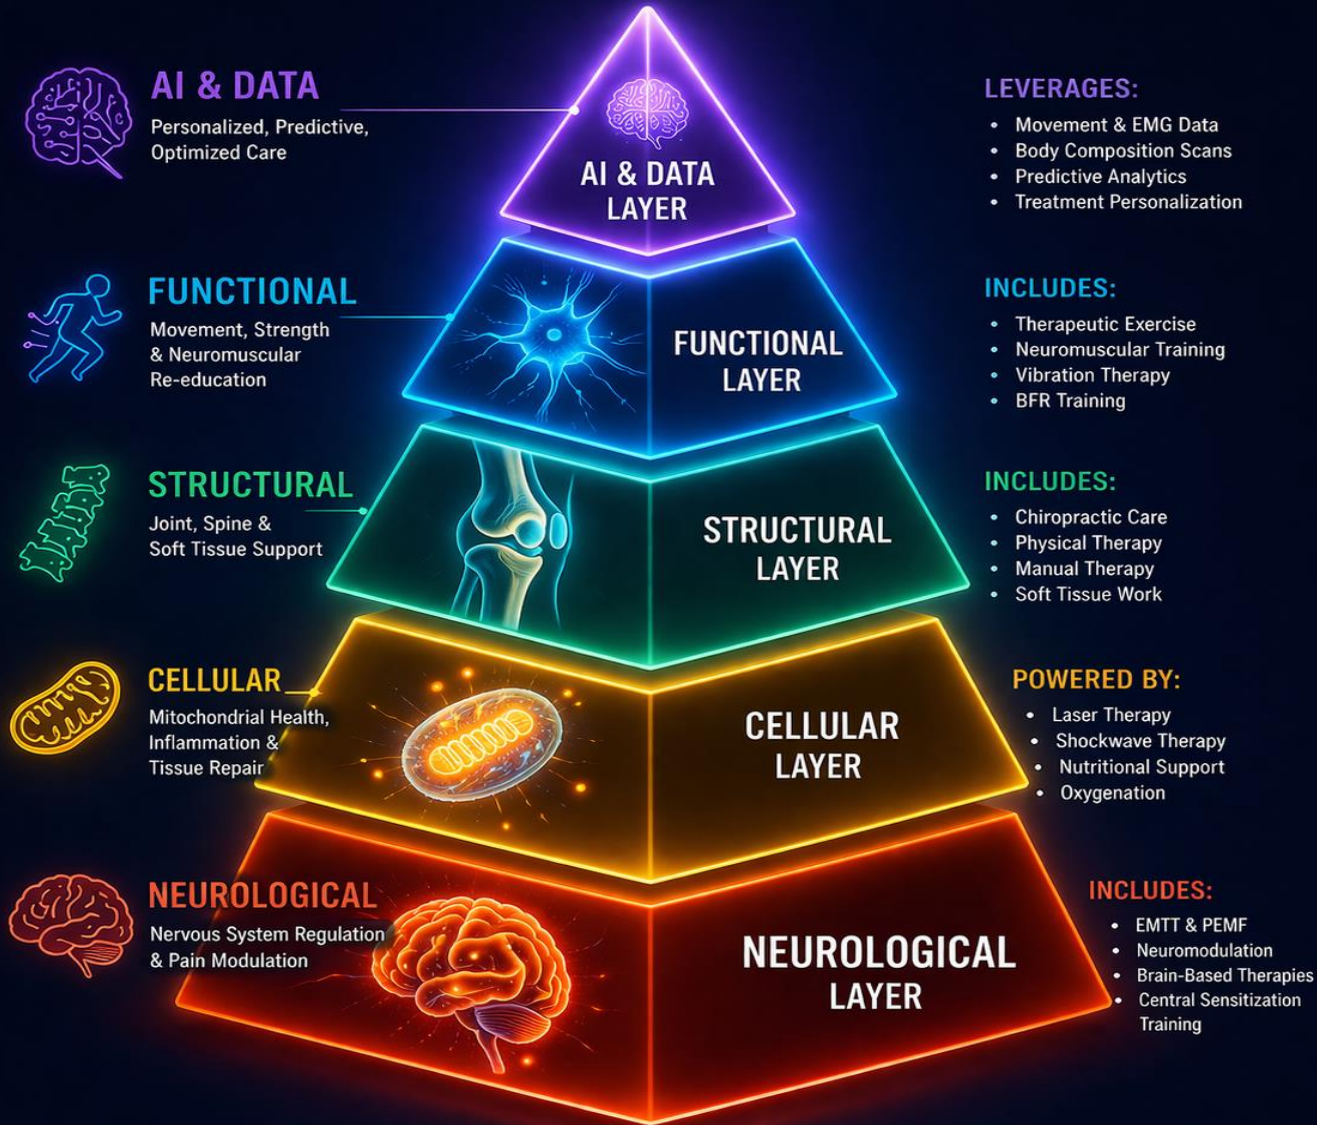 AI & DATA
Personalized, Predictive,
Optimized Care
AI & DATA
LAYER
LEVERAGES:
• Movement & EMG Data
• Body Composition Scans
• Predictive Analytics
• Treatment Personalization
FUNCTIONAL
Movement, Strength
& Neuromuscular
Re-education
FUNCTIONAL
LAYER
INCLUDES:
• Therapeutic Exercise
• Neuromuscular Training
• Vibration Therapy
• BFR Training
STRUCTURAL
Joint, Spine &
Soft Tissue Support
STRUCTURAL
LAYER
INCLUDES:
• Chiropractic Care
• Physical Therapy
• Manual Therapy
• Soft Tissue Work
CELLULAR
Mitochondrial Health,
Inflammation &
Tissue Repair
CELLULAR
LAYER
POWERED BY:
• Laser Therapy
• Shockwave Therapy
• Nutritional Support
• Oxygenation
NEUROLOGICAL
Nervous System Regulation
& Pain Modulation
NEUROLOGICAL
LAYER
INCLUDES:
• EMTT & PEMF
• Neuromodulation
• Brain-Based Therapies
• Central Sensitization
Training